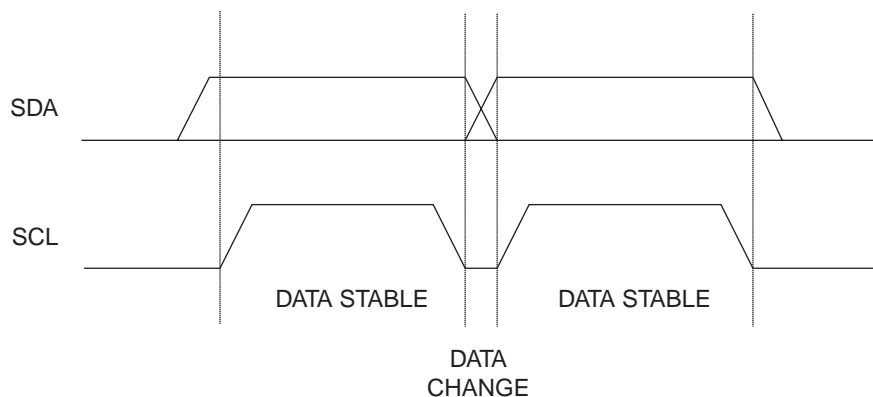 SDA
SCL
DATA STABLE
DATA STABLE
DATA
CHANGE